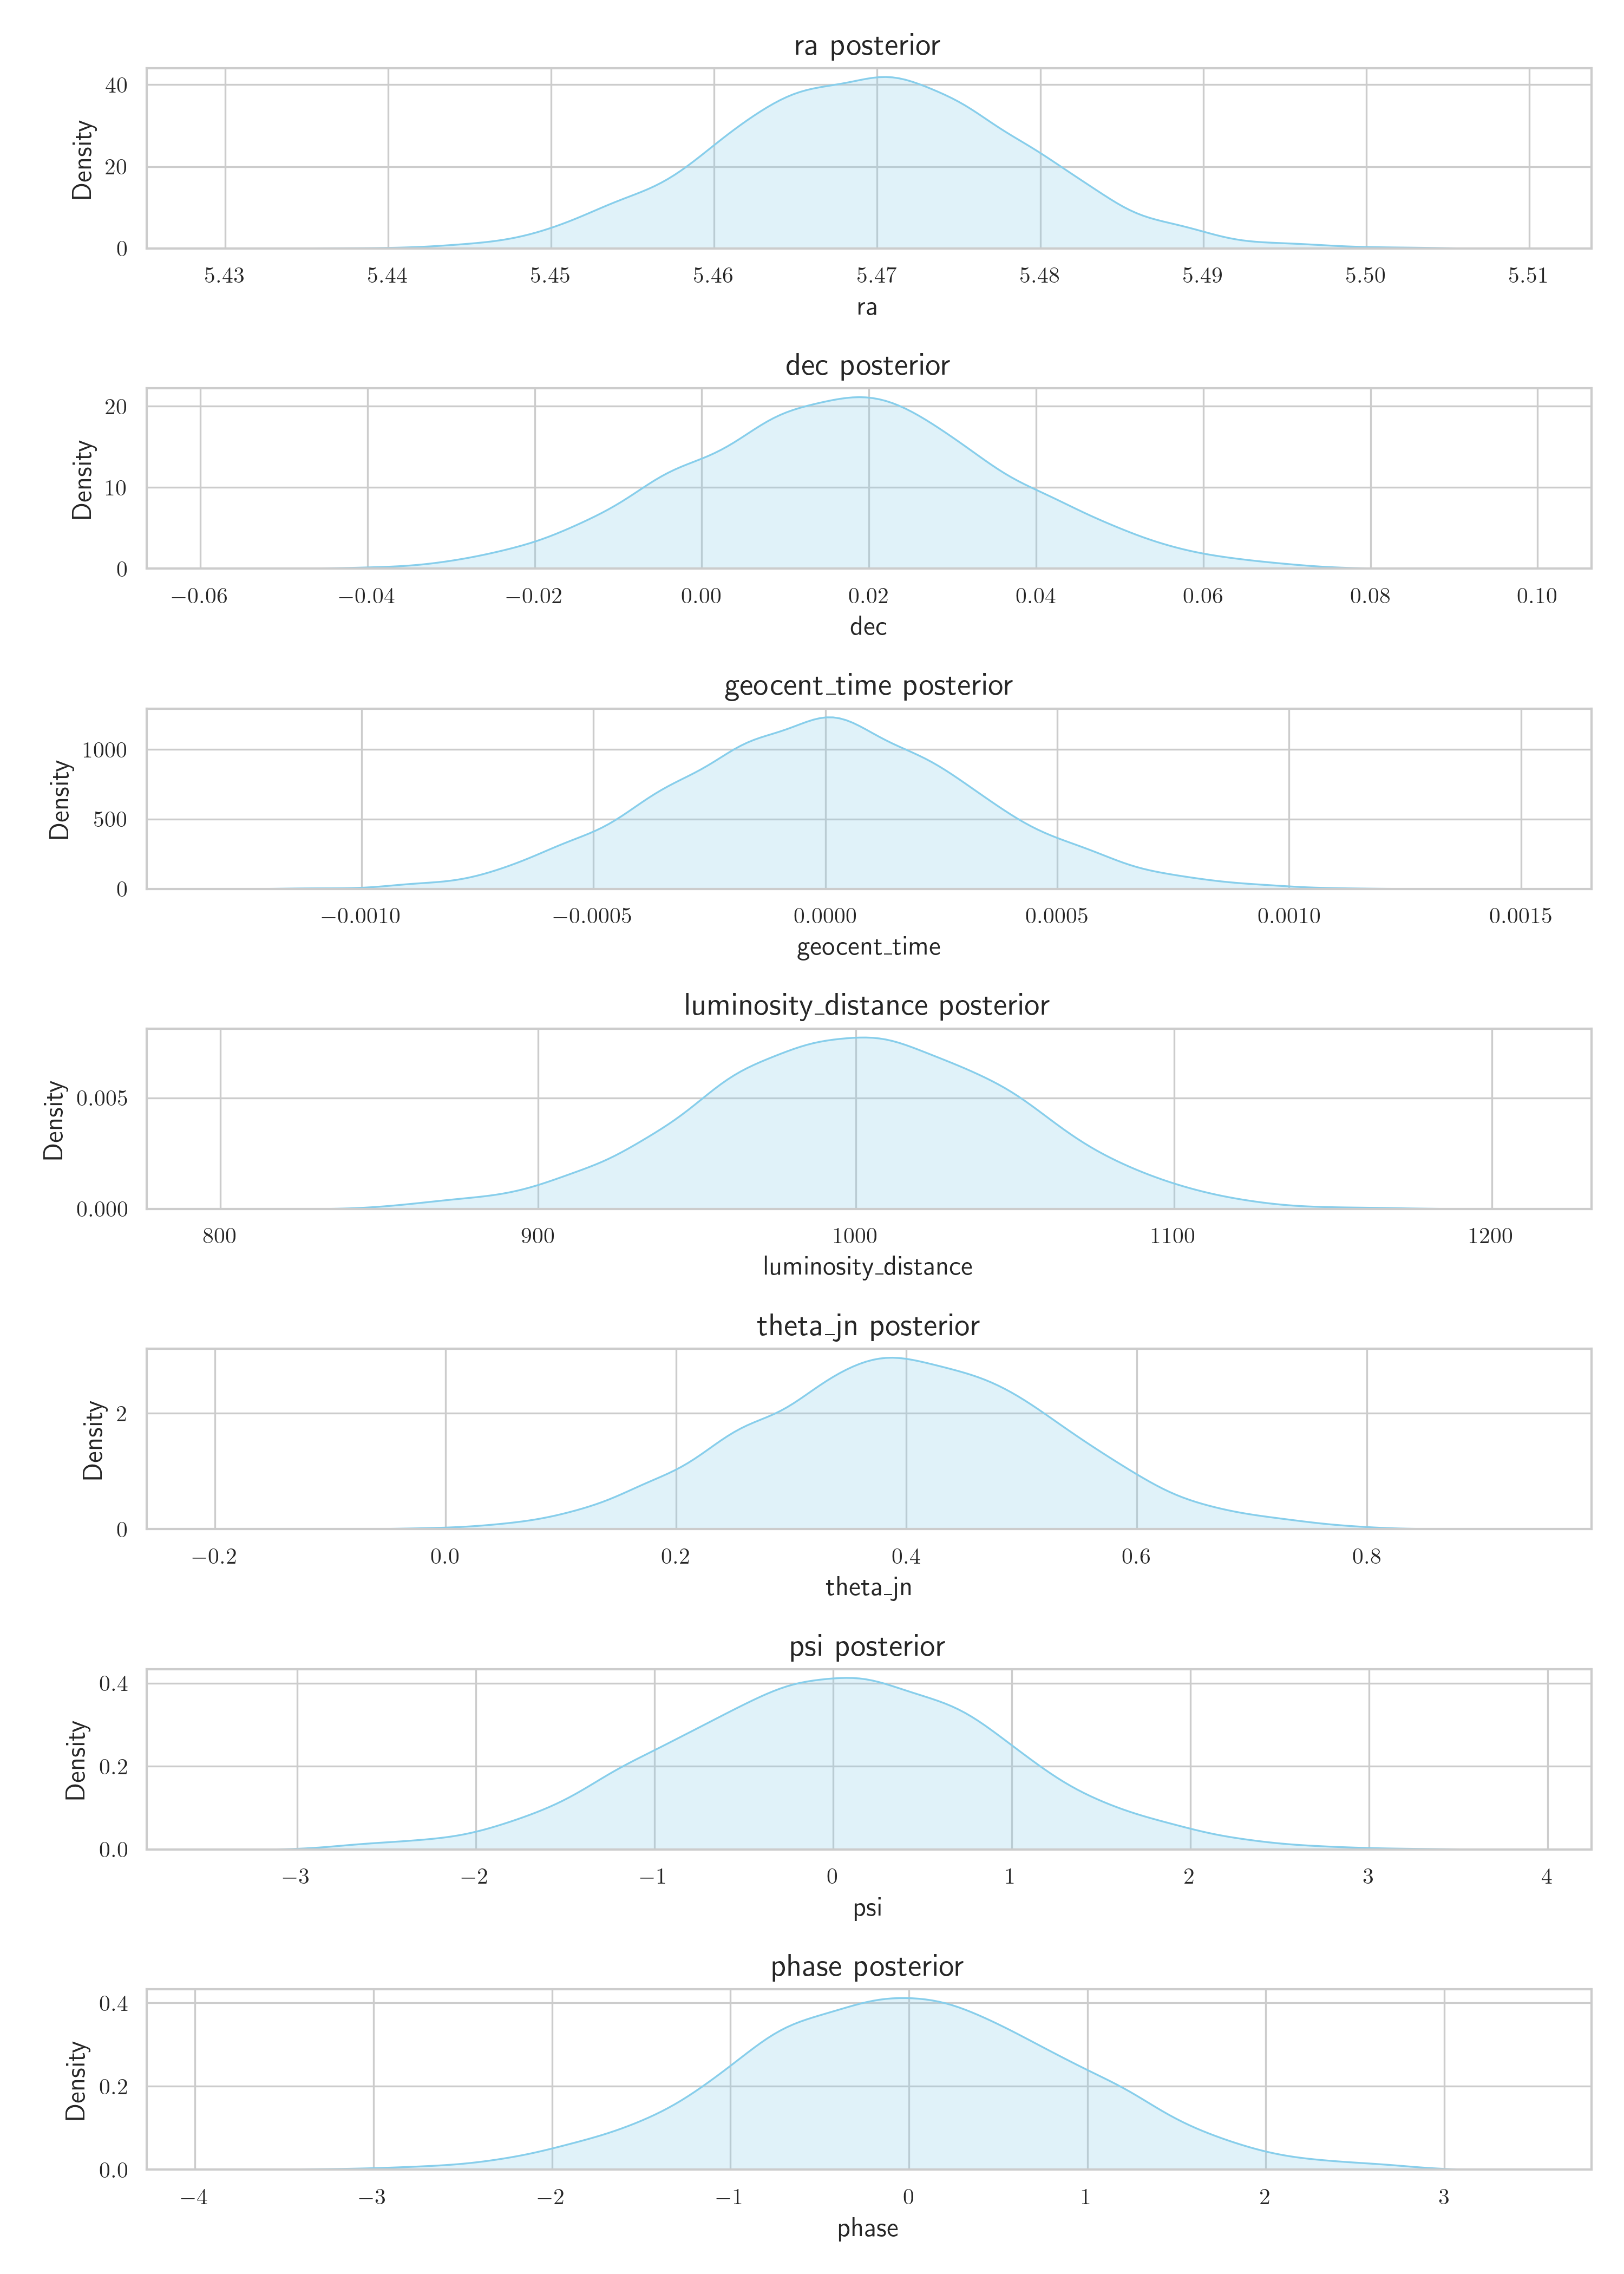 ra posterior
Density
40
20
0
5.43 5.44 5.45 5.46 5.47 5.48 5.49 5.50 5.51
ra
dec posterior
Density
20
10
0
−0.06 −0.04 −0.02 0.00 0.02 0.04 0.06 0.08 0.10
dec
geocent_time posterior
Density
1000
500
0
−0.0010 −0.0005 0.0000 0.0005 0.0010 0.0015
geocent_time
luminosity_distance posterior
Density
0.005
0.000
800 900 1000 1100 1200
luminosity_distance
theta_jn posterior
Density
2
0
−0.2 0.0 0.2 0.4 0.6 0.8
theta_jn
psi posterior
Density
0.4
0.2
0.0
−3 −2 −1 0 1 2 3 4
psi
phase posterior
Density
0.4
0.2
0.0
−4 −3 −2 −1 0 1 2 3
phase